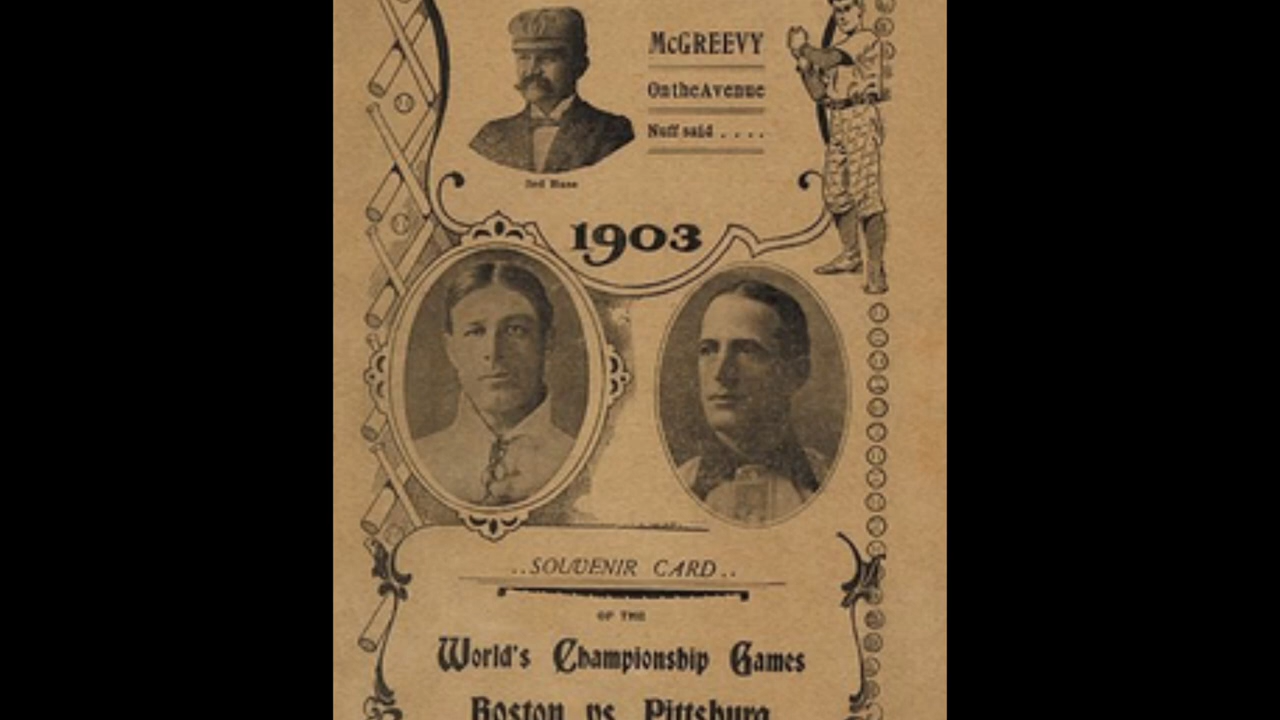 McGREEVY
OntheAvenue
Nuff said . . . .
3rd Base
1903
..SOUVENIR CARD..
OF THE
World's Championship Games
Boston vs. Pittsburg